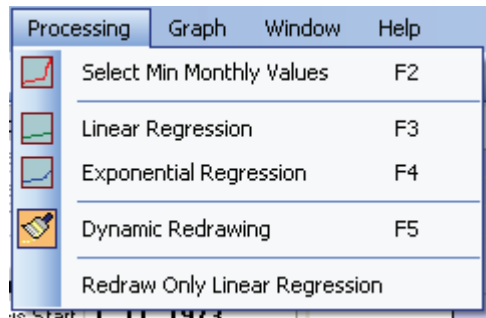 Processing Graph Window Help
Select Min Monthly Values F2
Linear Regression F3
Exponential Regression F4
Dynamic Redrawing F5
Redraw Only Linear Regression